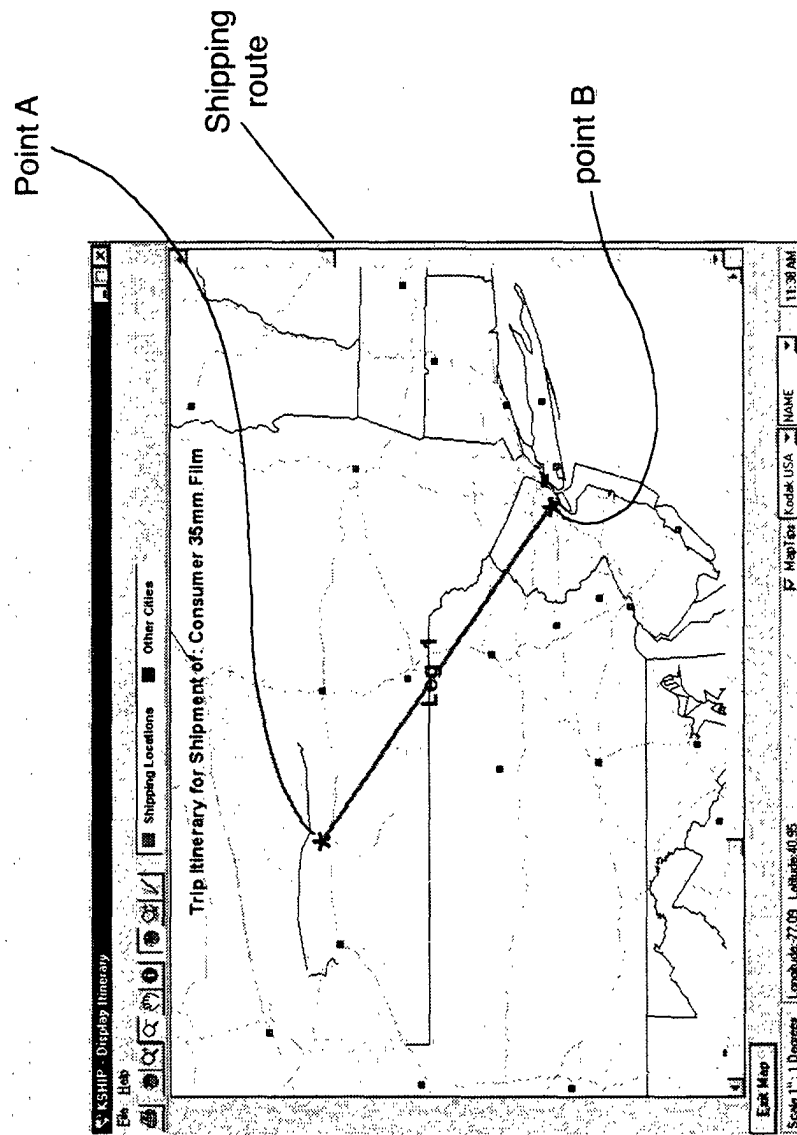 Point A
Shipping
route
point B
KSHIP - Display Itinerary
File Help
Shipping Locations Other Cities
Trip Itinerary for Shipment of: Consumer 35mm Film
Leg 1
Exit Map
Scale 1": 1 Degrees Longitude:-77.09 Latitude:40.95 MapTips Kodak USA NAME 11:38 AM